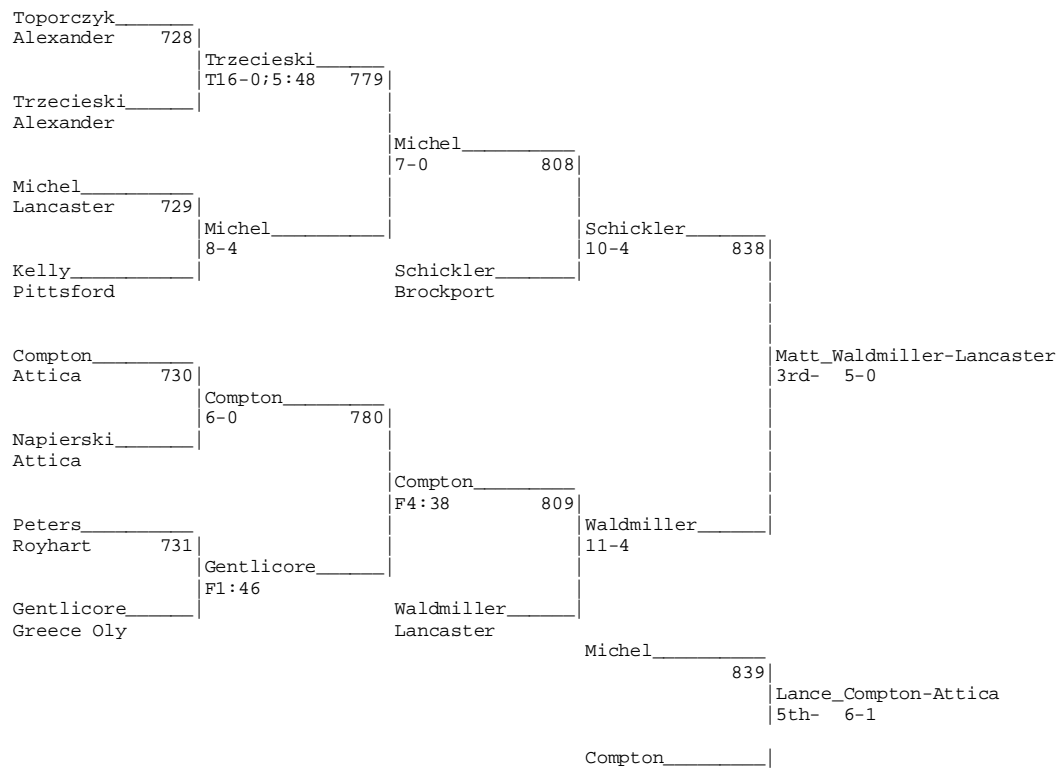 Toporczyk
Alexander 728
Trzecieski
T16-0;5:48 779
Trzecieski
Alexander
Michel
7-0 808
Michel
Lancaster 729
Michel
8-4
Schickler
10-4 838
Kelly
Pittsford
Schickler
Brockport
Compton
Attica 730
Matt_Waldmiller-Lancaster
3rd- 5-0
Compton
6-0 780
Napierski
Attica
Compton
F4:38 809
Peters
Royhart 731
Waldmiller
11-4
Gentlicore
F1:46
Gentlicore
Greece Oly
Waldmiller
Lancaster
Michel
839
Lance_Compton-Attica
5th- 6-1
Compton